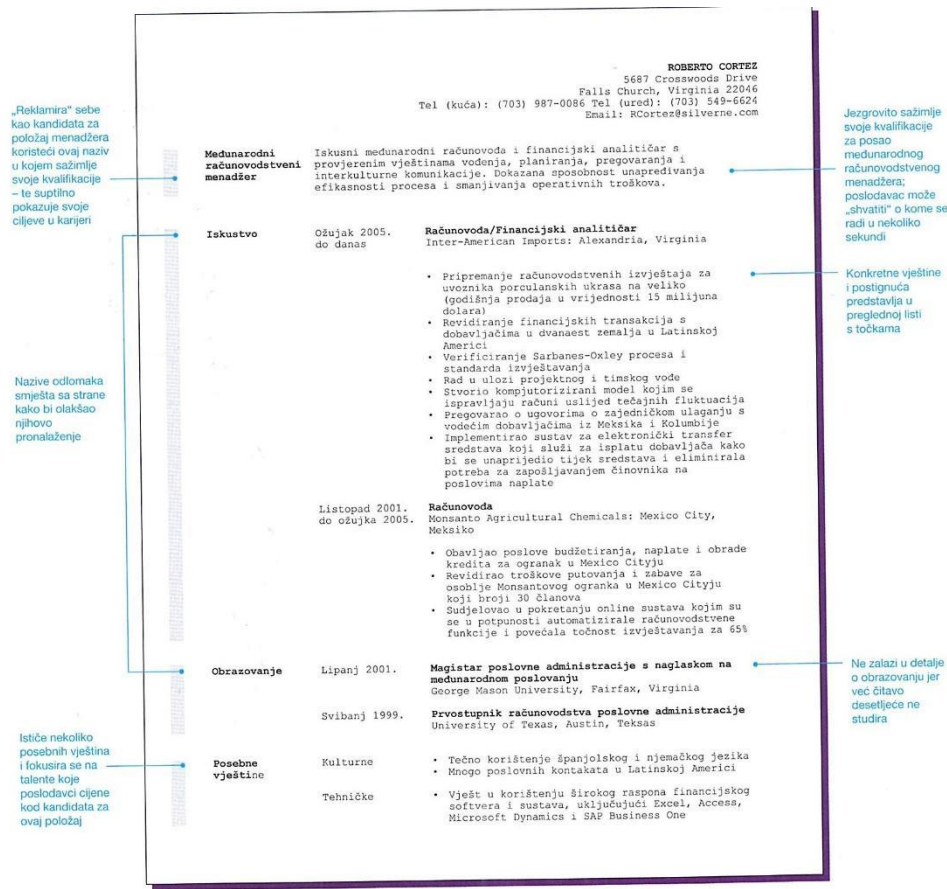 ROBERTO CORTEZ
5687 Crosswoods Drive
Falls Church, Virginia 22046
Tel (kuća): (703) 987-0086 Tel (ured): (703) 549-6624
Email: RCortez@silverne.com
„Reklamira“ sebe
kao kandidata za
položaj menadžera
koristeći ovaj naziv
u kojem sažimlje
svoje kvalifikacije
– te suptilno
pokazuje svoje
ciljeve u karijeri
Međunarodni
računovodstveni
menadžer
Iskusni međunarodni računovođa i financijski analitičar s
provjerenim vještinama vođenja, planiranja, pregovaranja i
interkulturne komunikacije. Dokazana sposobnost unapređivanja
efikasnosti procesa i smanjivanja operativnih troškova.
Jezgrovito sažimlje
svoje kvalifikacije
za posao
međunarodnog
računovodstvenog
menadžera;
poslodavac može
„shvatiti“ o kome se
radi u nekoliko
sekundi
Iskustvo
Ožujak 2005.
do danas
Računovođa/Financijski analitičar
Inter-American Imports: Alexandria, Virginia
• Pripremanje računovodstvenih izvještaja za
uvoznika porculanskih ukrasa na veliko
(godišnja prodaja u vrijednosti 15 milijuna
dolara)
• Revidiranje financijskih transakcija s
dobavljačima u dvanaest zemalja u Latinskoj
Americi
• Verificiranje Sarbanes-Oxley procesa i
standarda izvještavanja
• Rad u ulozi projektnog i timskog vođe
• Stvorio kompjutorizirani model kojim se
ispravljaju računi uslijed tečajnih fluktuacija
• Pregovarao o ugovorima o zajedničkom ulaganju s
vodećim dobavljačima iz Meksika i Kolumbije
• Implementirao sustav za elektronički transfer
sredstava koji služi za isplatu dobavljača kako
bi se unaprijedio tijek sredstava i eliminirala
potreba za zapošljavanjem činovnika na
poslovima naplate
Konkretne vještine
i postignuća
predstavlja u
preglednoj listi
s točkama
Nazive odlomaka
smješta sa strane
kako bi olakšao
njihovo
pronalaženje
Listopad 2001.
do ožujka 2005.
Računovođa
Monsanto Agricultural Chemicals: Mexico City,
Meksiko
• Obavljao poslove budžetiranja, naplate i obrade
kredita za ogranak u Mexico Cityju
• Revidirao troškove putovanja i zabave za
osoblje Monsantovog ogranka u Mexico Cityju
koji broji 30 članova
• Sudjelovao u pokretanju online sustava kojim su
se u potpunosti automatizirale računovodstvene
funkcije i povećala točnost izvještavanja za 65%
Obrazovanje
Lipanj 2001.
Magistar poslovne administracije s naglaskom na
međunarodnom poslovanju
George Mason University, Fairfax, Virginia
Svibanj 1999.
Prvostupnik računovodstva poslovne administracije
University of Texas, Austin, Teksas
Ne zalazi u detalje
o obrazovanju jer
već čitavo
desetljeće ne
studira
Ističe nekoliko
posebnih vještina
i fokusira se na
talente koje
poslodavci cijene
kod kandidata za
ovaj položaj
Posebne
vještine
Kulturne
• Tečno korištenje španjolskog i njemačkog jezika
• Mnogo poslovnih kontakata u Latinskoj Americi
Tehničke
• Vješt u korištenju širokog raspona financijskog
softvera i sustava, uključujući Excel, Access,
Microsoft Dynamics i SAP Business One